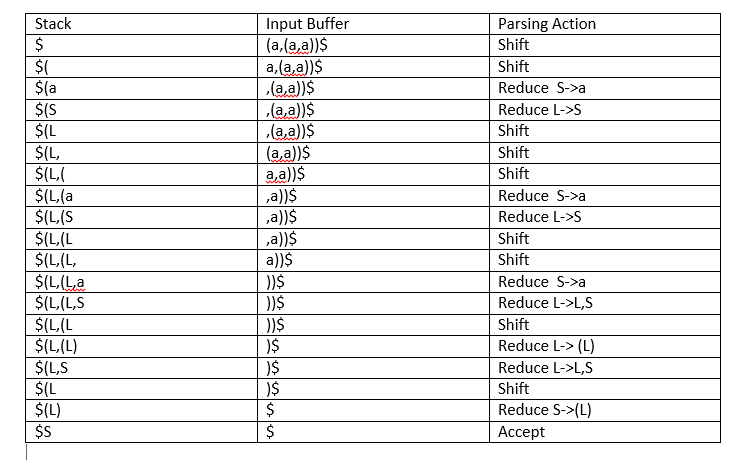 Stack Input Buffer Parsing Action
$ (a,(a,a))$ Shift
$( a,(a,a))$ Shift
$(a ,(a,a))$ Reduce S->a
$(S ,(a,a))$ Reduce L->S
$(L ,(a,a))$ Shift
$(L, (a,a))$ Shift
$(L,( a,a))$ Shift
$(L,(a ,a))$ Reduce S->a
$(L,(S ,a))$ Reduce L->S
$(L,(L ,a))$ Shift
$(L,(L, a))$ Shift
$(L,(L,a ))$ Reduce S->a
$(L,(L,S ))$ Reduce L->L,S
$(L,(L ))$ Shift
$(L,(L) )$ Reduce L-> (L)
$(L,S )$ Reduce L->L,S
$(L )$ Shift
$(L) $ Reduce S->(L)
$S $ Accept